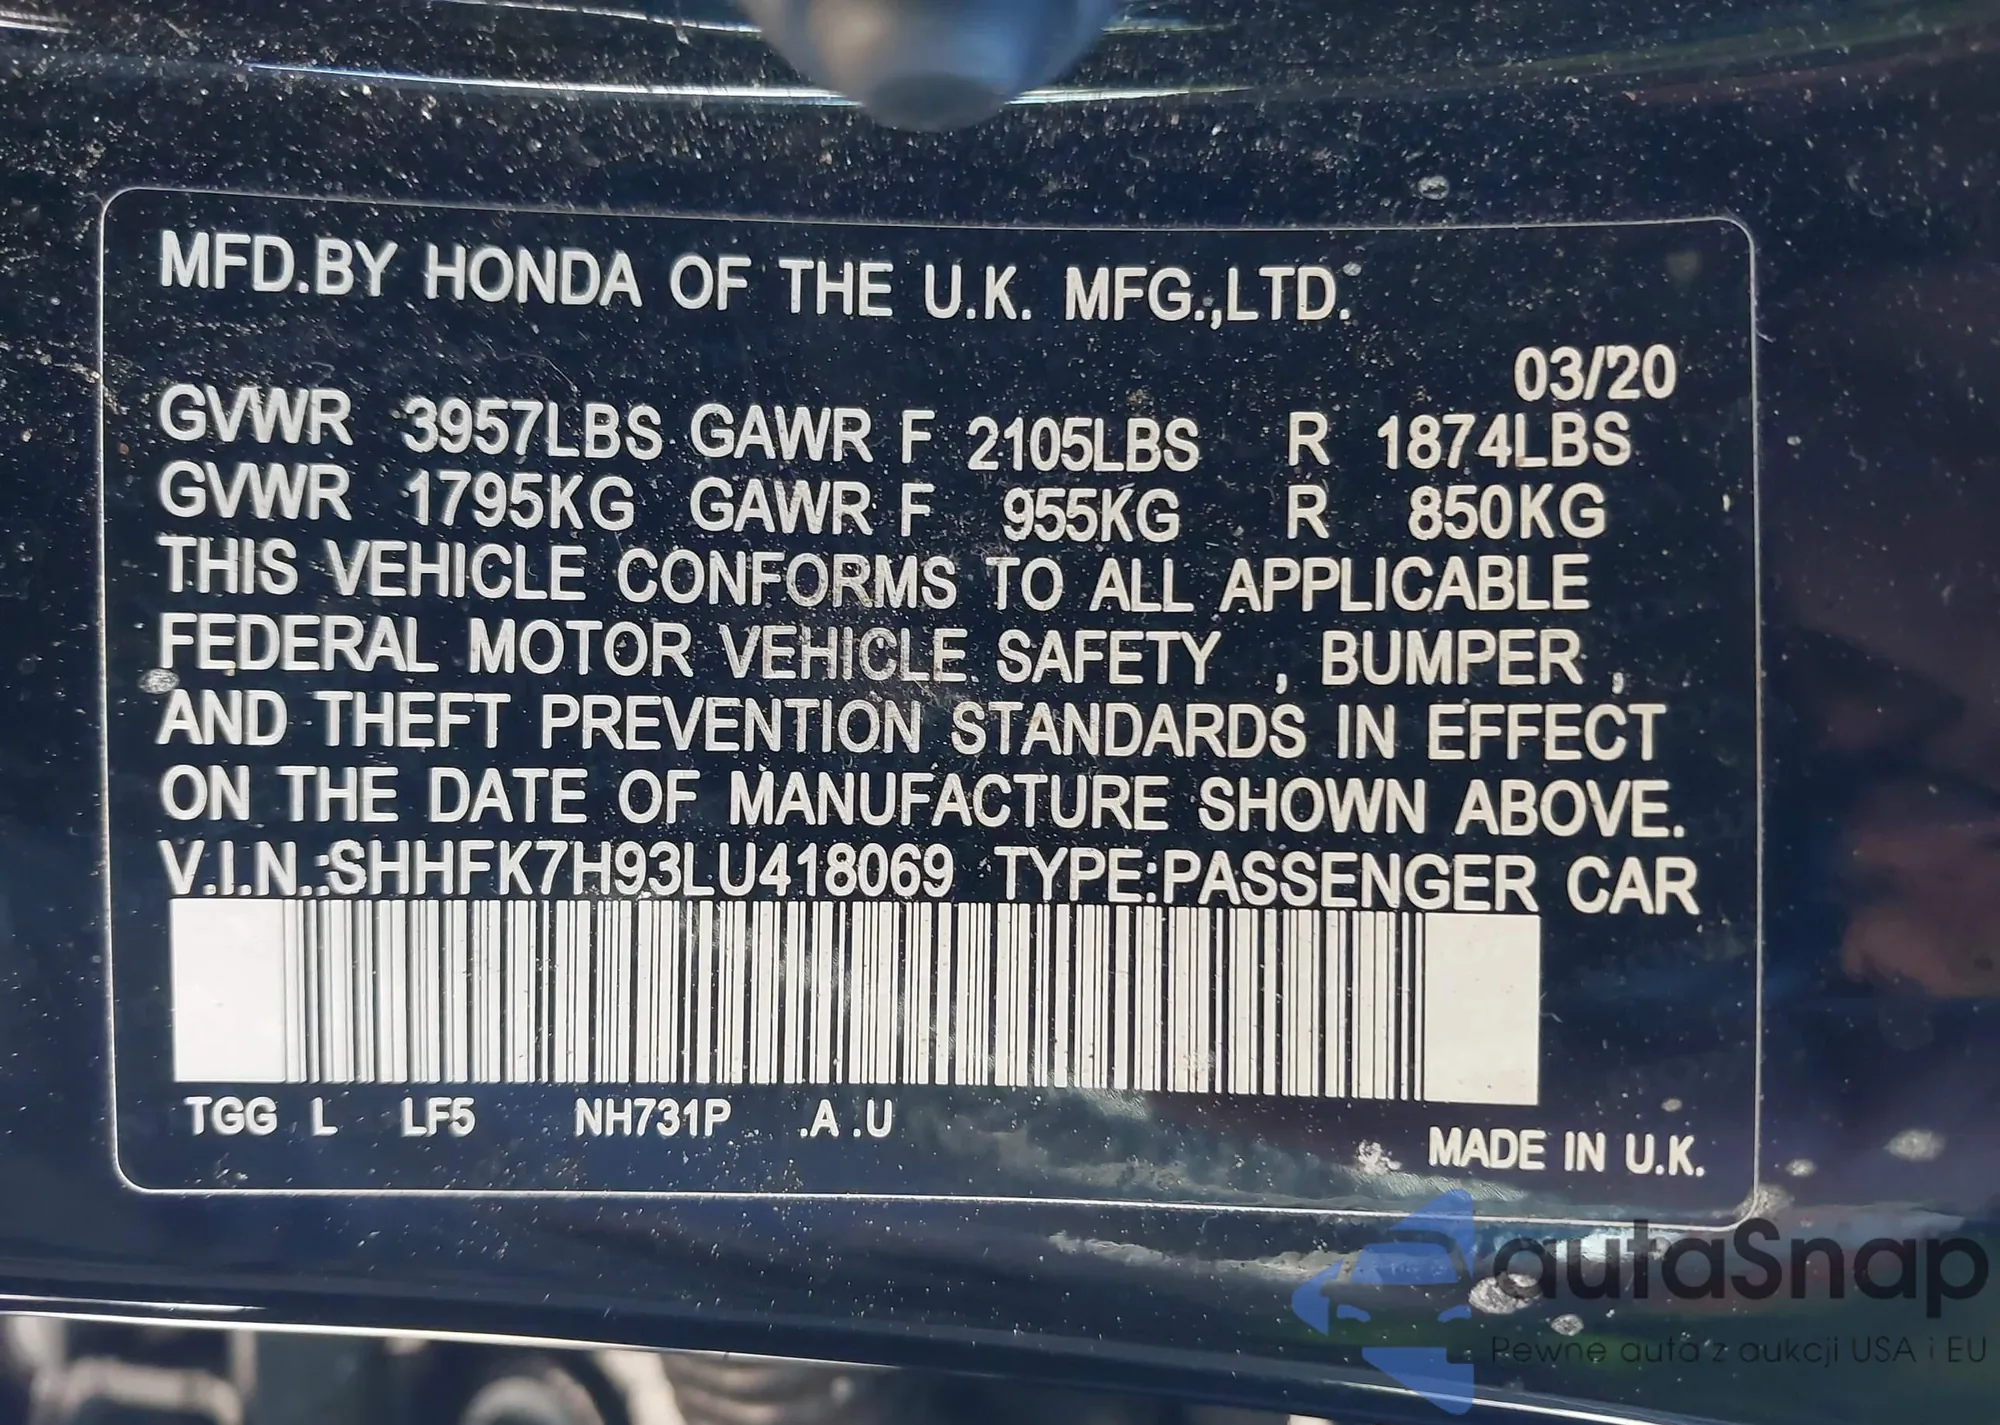 MFD.BY HONDA OF THE U.K. MFG.,LTD.
03/20
GVWR 3957LBS GAWR F 2105LBS R 1874LBS
GVWR 1795KG GAWR F 955KG R 850KG
THIS VEHICLE CONFORMS TO ALL APPLICABLE
FEDERAL MOTOR VEHICLE SAFETY , BUMPER ,
AND THEFT PREVENTION STANDARDS IN EFFECT
ON THE DATE OF MANUFACTURE SHOWN ABOVE.
V.I.N.:SHHFK7H93LU418069 TYPE:PASSENGER CAR
TGG L LF5 NH731P .A .U
MADE IN U.K.
autaSnap
Pewne auta z aukcji USA i EU